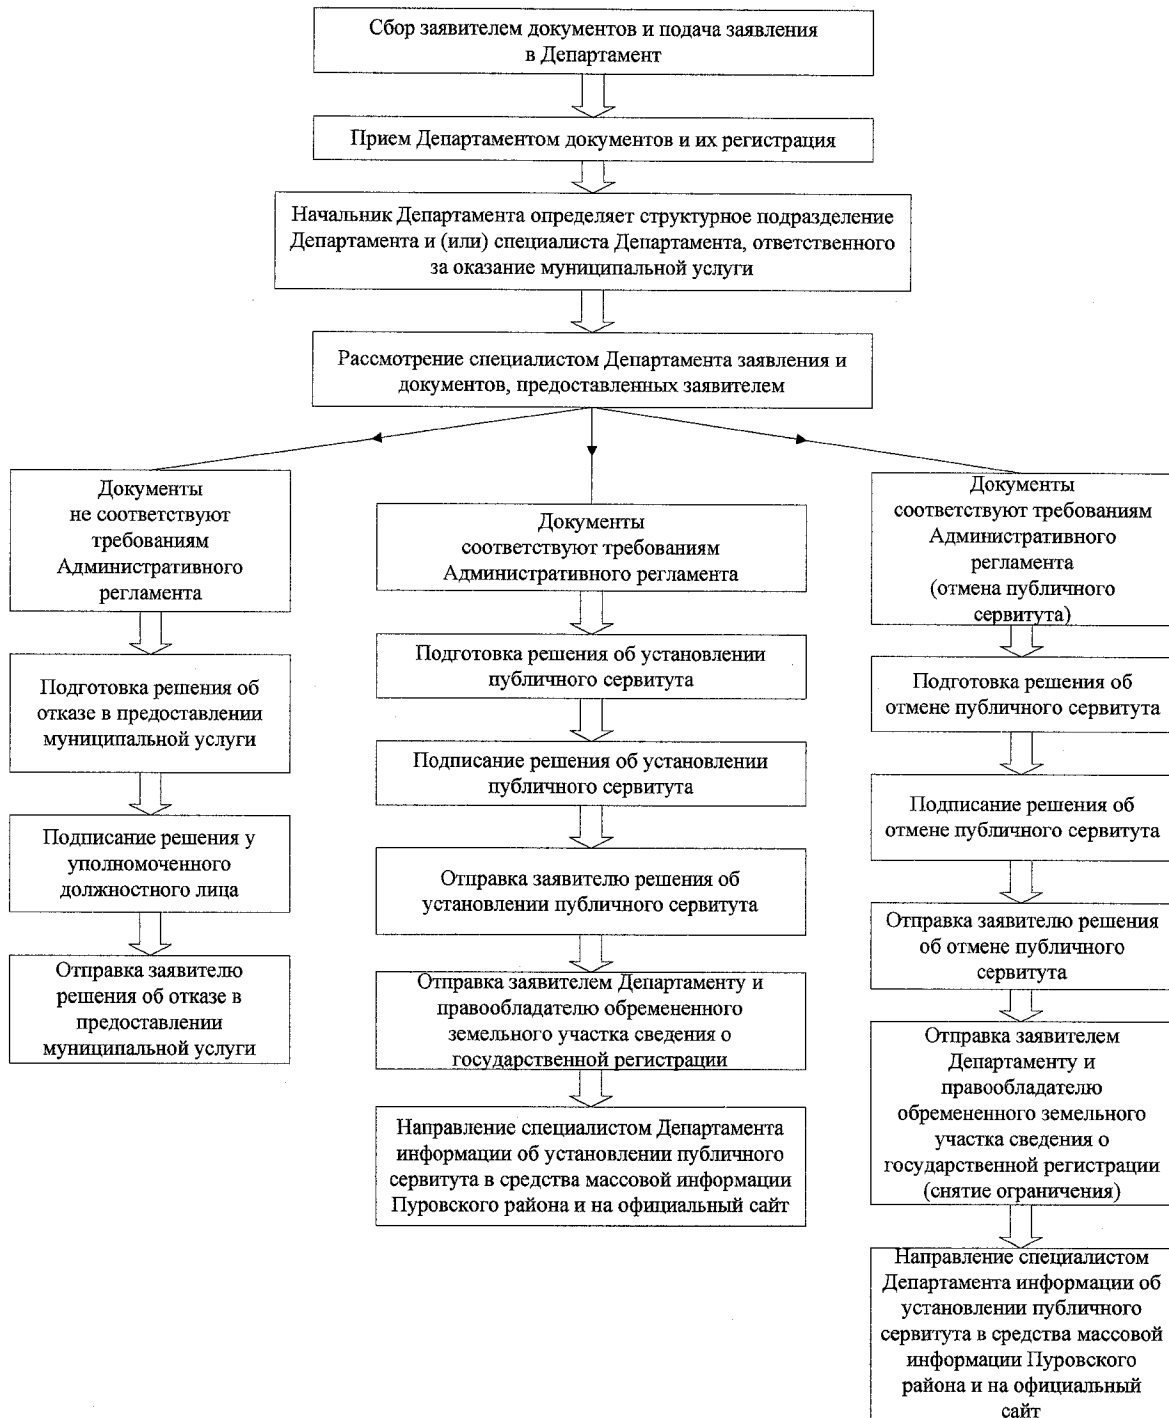 Сбор заявителем документов и подача заявления
в Департамент
Прием Департаментом документов и их регистрация
Начальник Департамента определяет структурное подразделение
Департамента и (или) специалиста Департамента, ответственного
за оказание муниципальной услуги
Рассмотрение специалистом Департамента заявления и
документов, предоставленных заявителем
Документы
не соответствуют
требованиям
Административного
регламента
Подготовка решения об
отказе в предоставлении
муниципальной услуги
Подписание решения у
уполномоченного
должностного лица
Отправка заявителю
решения об отказе в
предоставлении
муниципальной услуги
Документы
соответствуют требованиям
Административного регламента
Подготовка решения об установлении
публичного сервитута
Подписание решения об установлении
публичного сервитута
Отправка заявителю решения об
установлении публичного сервитута
Отправка заявителем Департаменту и
правообладателю обремененного
земельного участка сведения о
государственной регистрации
Направление специалистом Департамента
информации об установлении публичного
сервитута в средства массовой информации
Пуровского района и на официальный сайт
Документы
соответствуют требованиям
Административного
регламента
(отмена публичного
сервитута)
Подготовка решения об
отмене публичного сервитута
Подписание решения об
отмене публичного сервитута
Отправка заявителю решения
об отмене публичного
сервитута
Отправка заявителем
Департаменту и
правообладателю
обремененного земельного
участка сведения о
государственной регистрации
(снятие ограничения)
Направление специалистом
Департамента информации об
установлении публичного
сервитута в средства массовой
информации Пуровского
района и на официальный
сайт